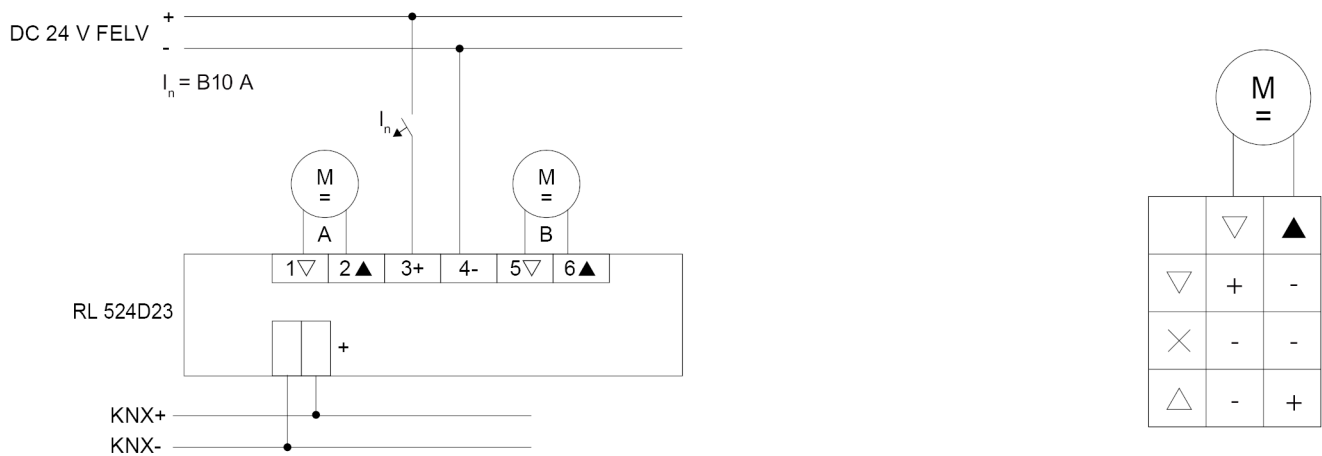 +
DC 24 V FELV
-
In = B10 A
In
M
=
M
=
M
=
A
B
1▽ 2▲ 3+ 4- 5▽ 6▲
▽ ▲
▽ + -
RL 524D23
+
× - -
△ - +
KNX+
KNX-